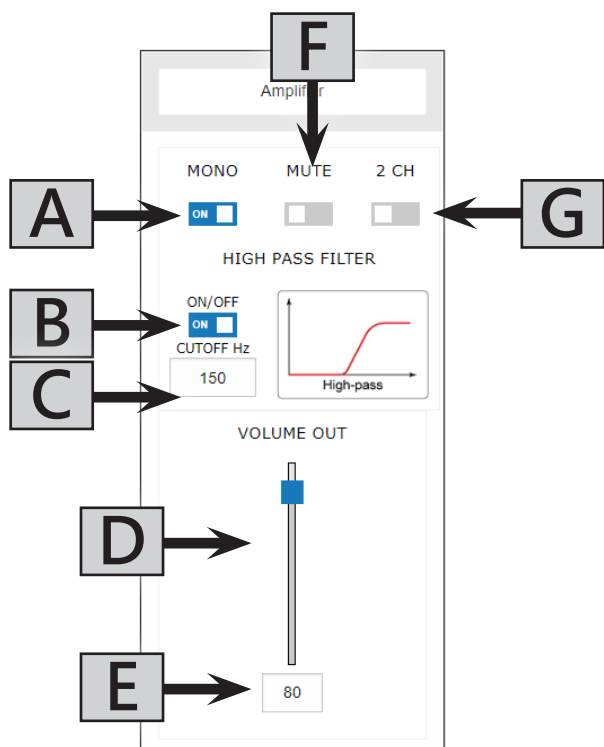 F
Amplifier
MONO MUTE 2 CH
A ON G
HIGH PASS FILTER
ON/OFF
B ON
CUTOFF Hz
C 150
High-pass
VOLUME OUT
D
E 80